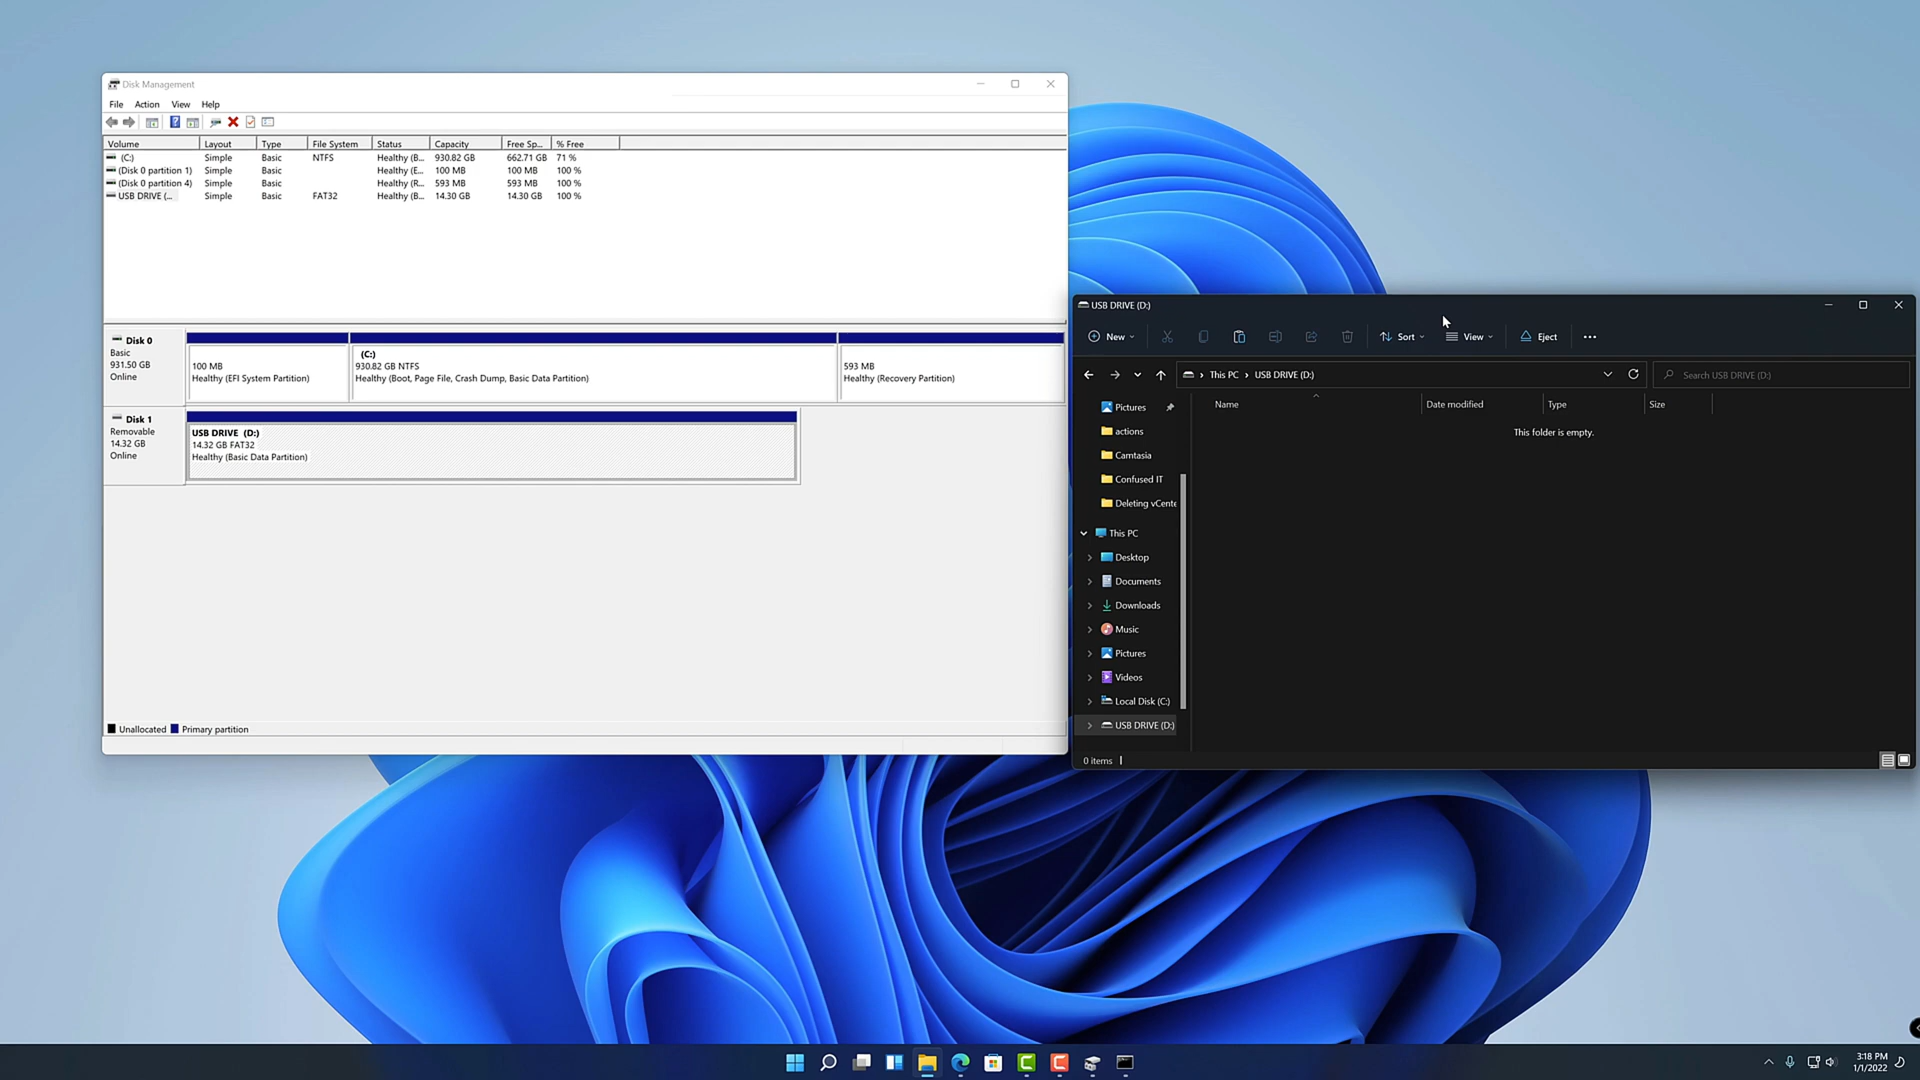 Disk Management
File Action View Help
Volume Layout Type File System Status Capacity Free Sp... % Free
(C:) Simple Basic NTFS Healthy (B... 930.82 GB 662.71 GB 71 %
(Disk 0 partition 1) Simple Basic Healthy (E... 100 MB 100 MB 100 %
(Disk 0 partition 4) Simple Basic Healthy (R... 593 MB 593 MB 100 %
USB DRIVE (... Simple Basic FAT32 Healthy (B... 14.30 GB 14.30 GB 100 %
Disk 0
Basic
931.50 GB
Online
100 MB
Healthy (EFI System Partition)
(C:)
930.82 GB NTFS
Healthy (Boot, Page File, Crash Dump, Basic Data Partition)
593 MB
Healthy (Recovery Partition)
Disk 1
Removable
14.32 GB
Online
USB DRIVE (D:)
14.32 GB FAT32
Healthy (Basic Data Partition)
Unallocated Primary partition
USB DRIVE (D:)
New Sort View Eject
This PC USB DRIVE (D:)
Search USB DRIVE (D:)
Name Date modified Type Size
This folder is empty.
Pictures
actions
Camtasia
Confused IT
Deleting vCente
This PC
Desktop
Documents
Downloads
Music
Pictures
Videos
Local Disk (C:)
USB DRIVE (D:)
0 items
3:18 PM
1/1/2022